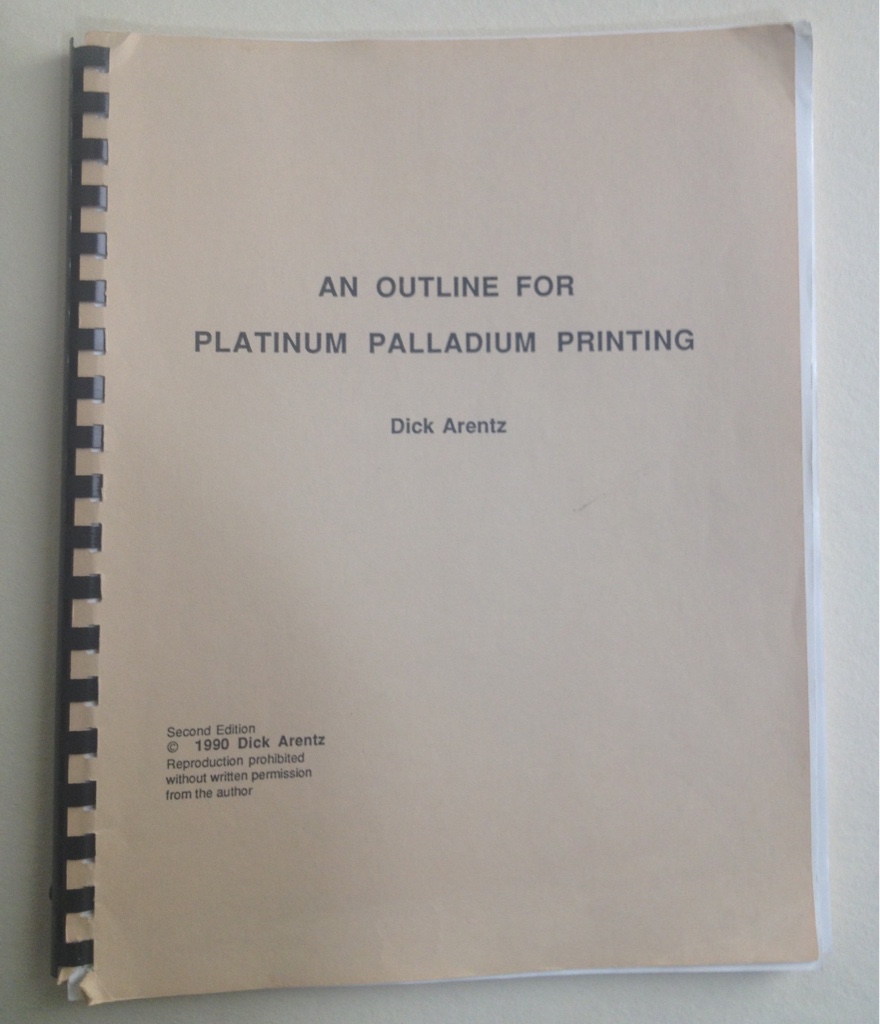 AN OUTLINE FOR
PLATINUM PALLADIUM PRINTING
Dick Arentz
Second Edition
© 1990 Dick Arentz
Reproduction prohibited
without written permission
from the author